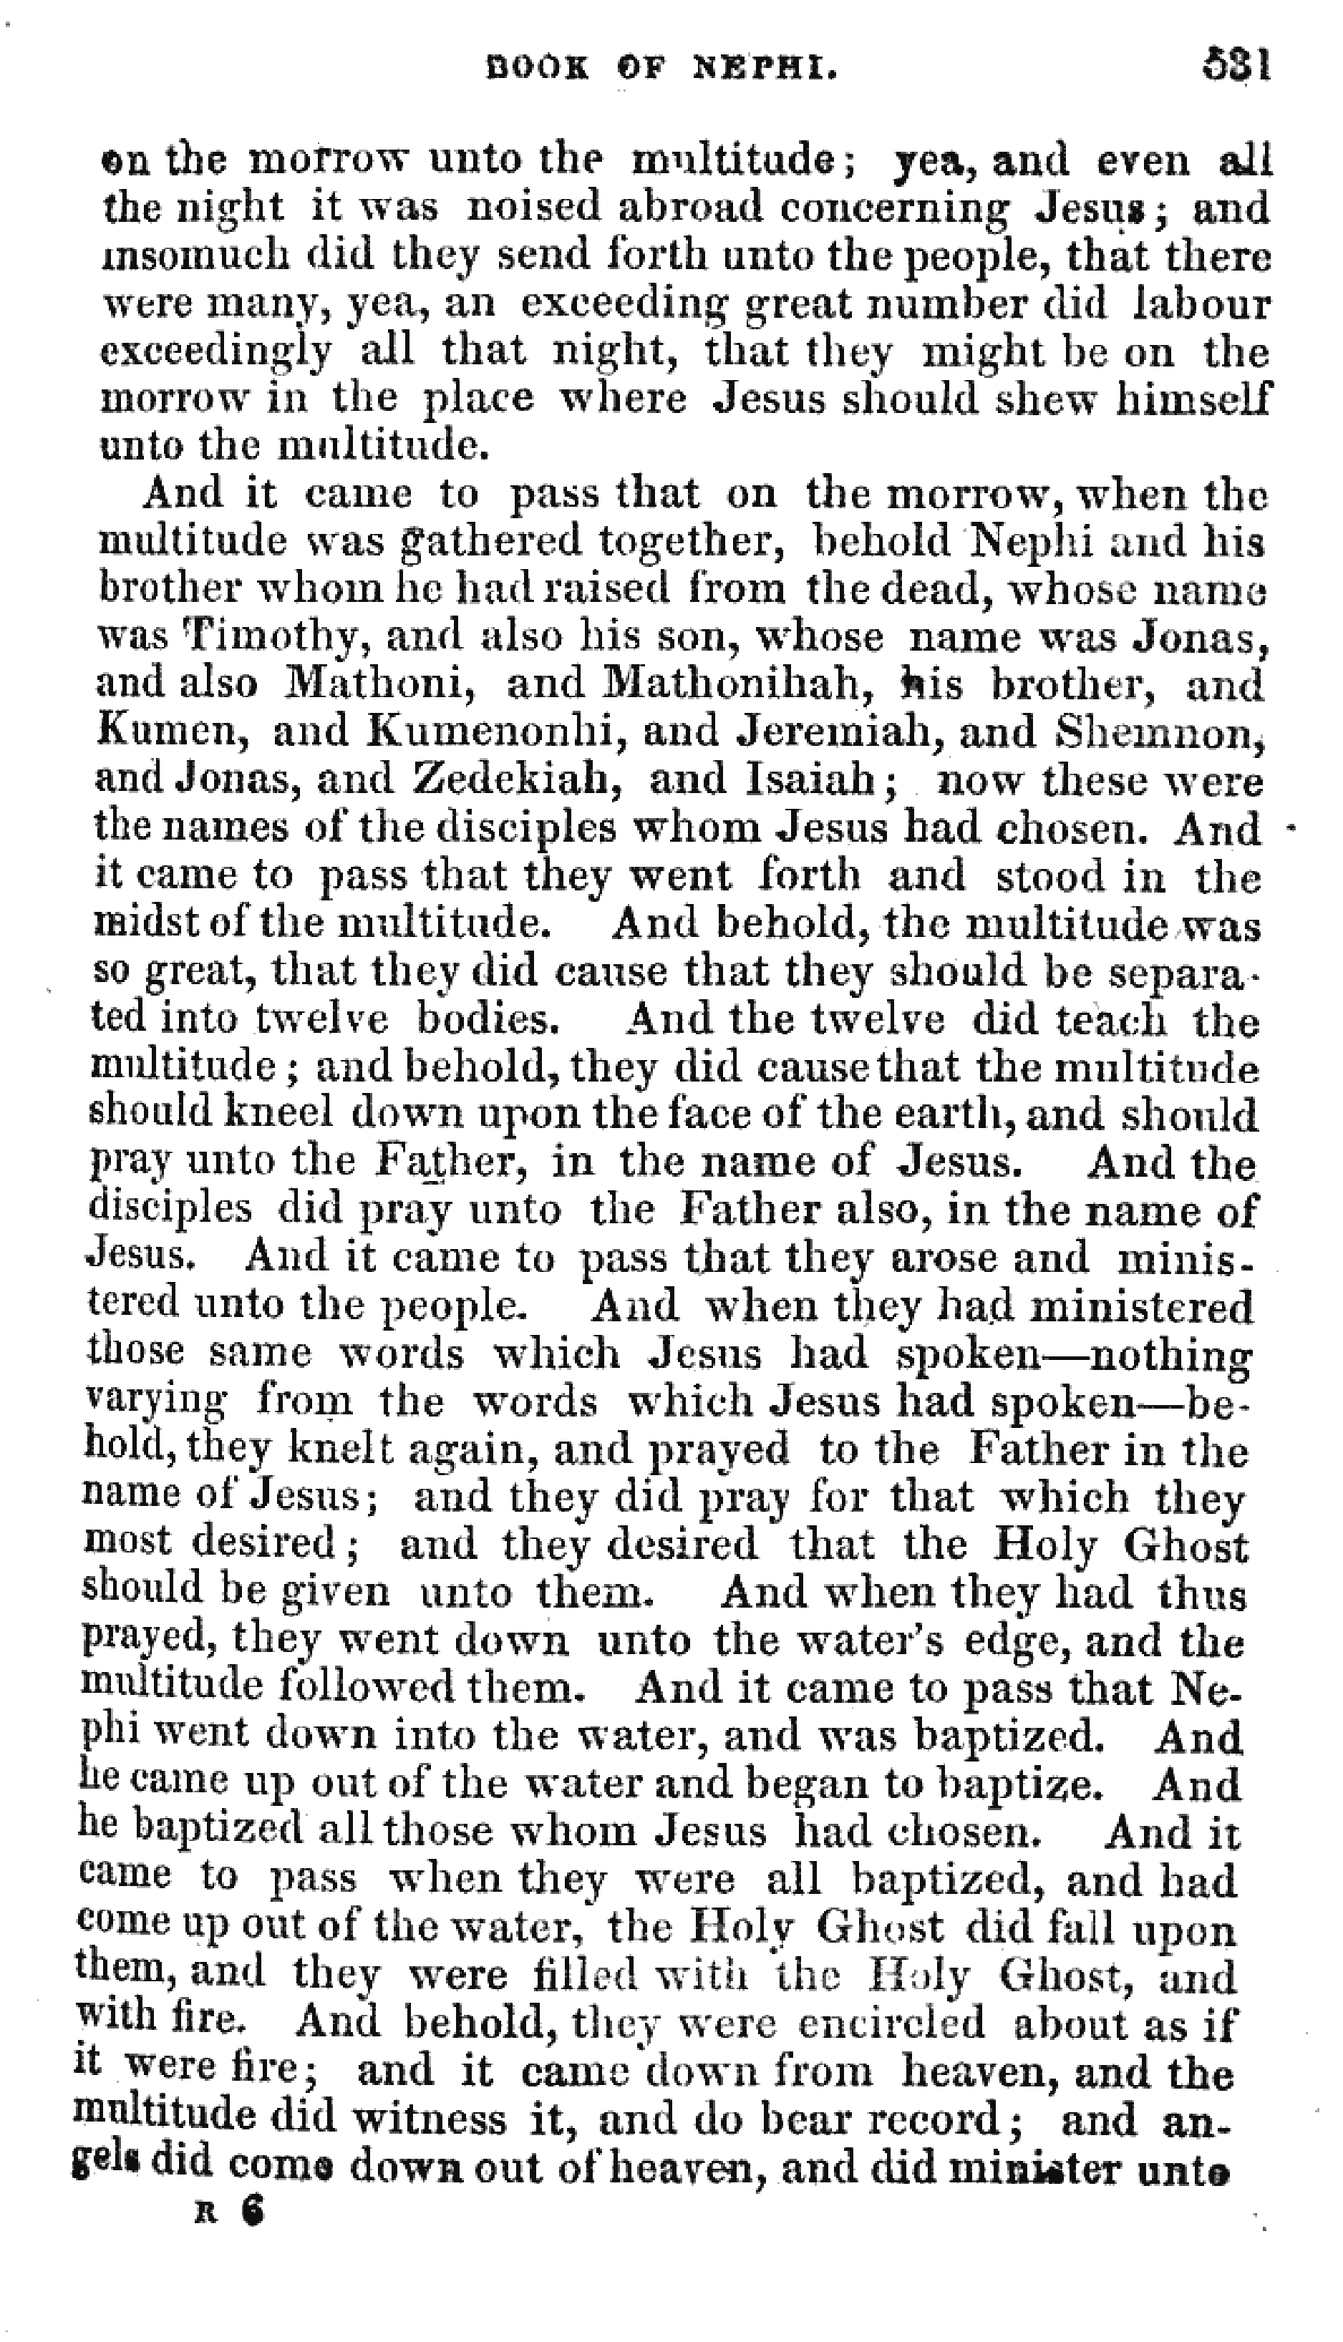 BOOK OF NEPHI. 531
on the morrow unto the multitude; yea, and even all
the night it was noised abroad concerning Jesus; and
insomuch did they send forth unto the people, that there
were many, yea, an exceeding great number did labour
exceedingly all that night, that they might be on the
morrow in the place where Jesus should shew himself
unto the multitude.
And it came to pass that on the morrow, when the
multitude was gathered together, behold Nephi and his
brother whom he had raised from the dead, whose name
was Timothy, and also his son, whose name was Jonas,
and also Mathoni, and Mathonihah, his brother, and
Kumen, and Kumenonhi, and Jeremiah, and Shemnon,
and Jonas, and Zedekiah, and Isaiah; now these were
the names of the disciples whom Jesus had chosen. And
it came to pass that they went forth and stood in the
midst of the multitude. And behold, the multitude was
so great, that they did cause that they should be separa-
ted into twelve bodies. And the twelve did teach the
multitude; and behold, they did cause that the multitude
should kneel down upon the face of the earth, and should
pray unto the Father, in the name of Jesus. And the
disciples did pray unto the Father also, in the name of
Jesus. And it came to pass that they arose and minis-
tered unto the people. And when they had ministered
those same words which Jesus had spoken—nothing
varying from the words which Jesus had spoken—be-
hold, they knelt again, and prayed to the Father in the
name of Jesus; and they did pray for that which they
most desired; and they desired that the Holy Ghost
should be given unto them. And when they had thus
prayed, they went down unto the water's edge, and the
multitude followed them. And it came to pass that Ne-
phi went down into the water, and was baptized. And
he came up out of the water and began to baptize. And
he baptized all those whom Jesus had chosen. And it
came to pass when they were all baptized, and had
come up out of the water, the Holy Ghost did fall upon
them, and they were filled with the Holy Ghost, and
with fire. And behold, they were encircled about as if
it were fire; and it came down from heaven, and the
multitude did witness it, and do bear record; and an-
gels did come down out of heaven, and did minister unto
R 6